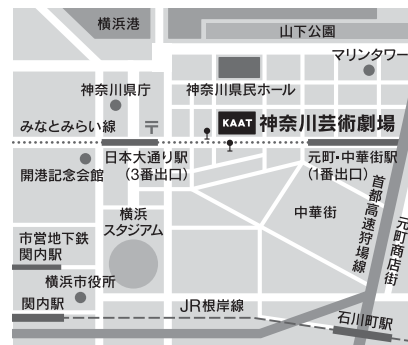 横浜港
山下公園
マリンタワー
神奈川県庁
神奈川県民ホール
みなとみらい線
〒
KAAT 神奈川芸術劇場
開港記念会館
日本大通り駅
(3番出口)
元町・中華街駅
(1番出口)
首都高速狩場線
元町商店街
横浜
スタジアム
中華街
市営地下鉄
関内駅
横浜市役所
関内駅
JR根岸線
石川町駅